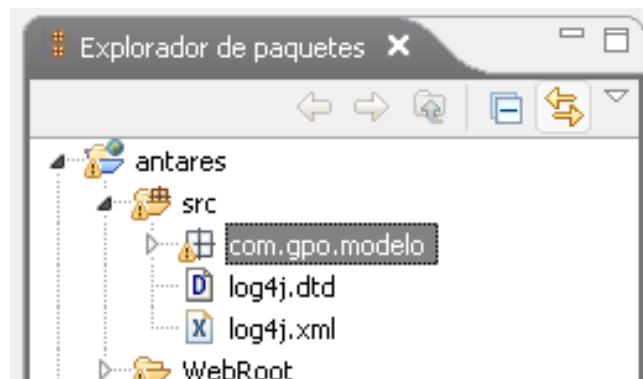 Explorador de paquetes
antares
src
com.gpo.modelo
log4j.dtd
log4j.xml
WebRoot